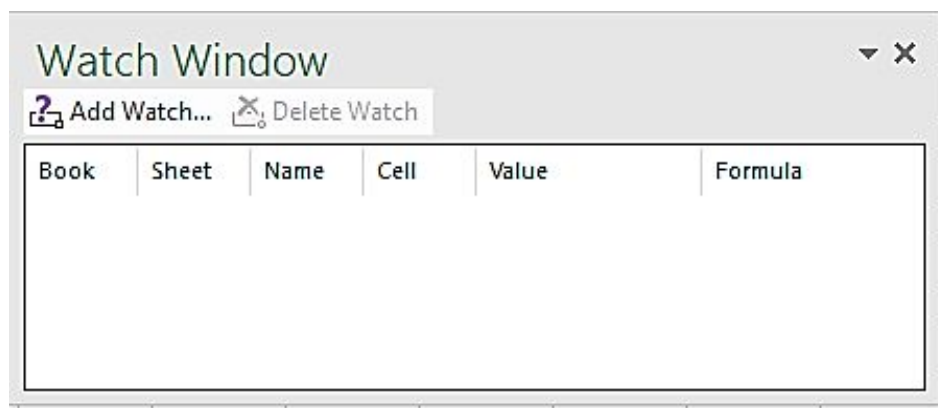 Watch Window
Add Watch... Delete Watch
Book Sheet Name Cell Value Formula